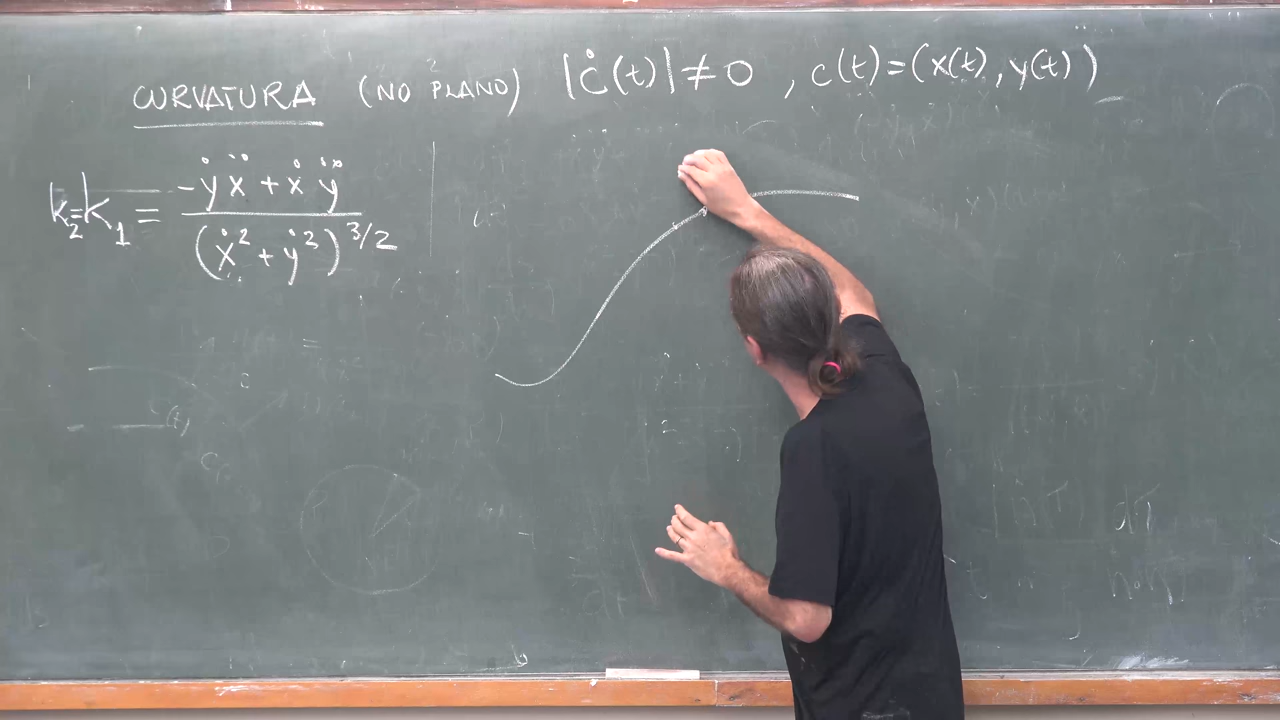 CURVATURA (NO PLANO) |ċ(t)| ≠ 0 , c(t)=(x(t), y(t))
k₂=k₁ = (-ẏẍ + ẋÿ) / (ẋ² + ẏ²)^3/2